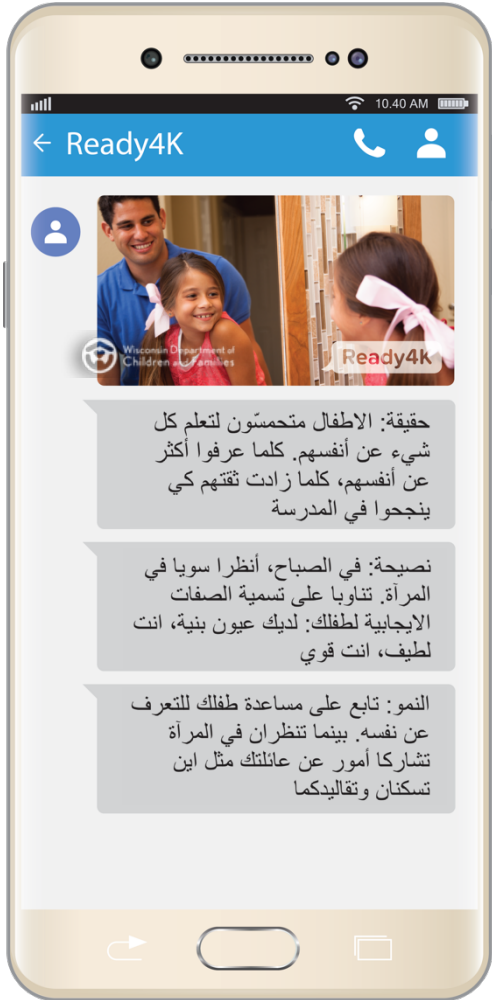 10.40 AM
Ready4K
Wisconsin Department of
Children and Families
Ready4k
حقيقة: الاطفال متحمسّون لتعلم كل
شيء عن أنفسهم. كلما عرفوا أكثر
عن أنفسهم، كلما زادت ثقتهم كي
ينجحوا في المدرسة
نصيحة: في الصباح، أنظرا سويا في
المرآة. تناوبا على تسمية الصفات
الايجابية لطفلك: لديك عيون بنية، انت
لطيف، انت قوي
النمو: تابع على مساعدة طفلك للتعرف
عن نفسه. بينما تنظران في المرآة
تشاركا أمور عن عائلتك مثل اين
تسكنان وتقاليدكما